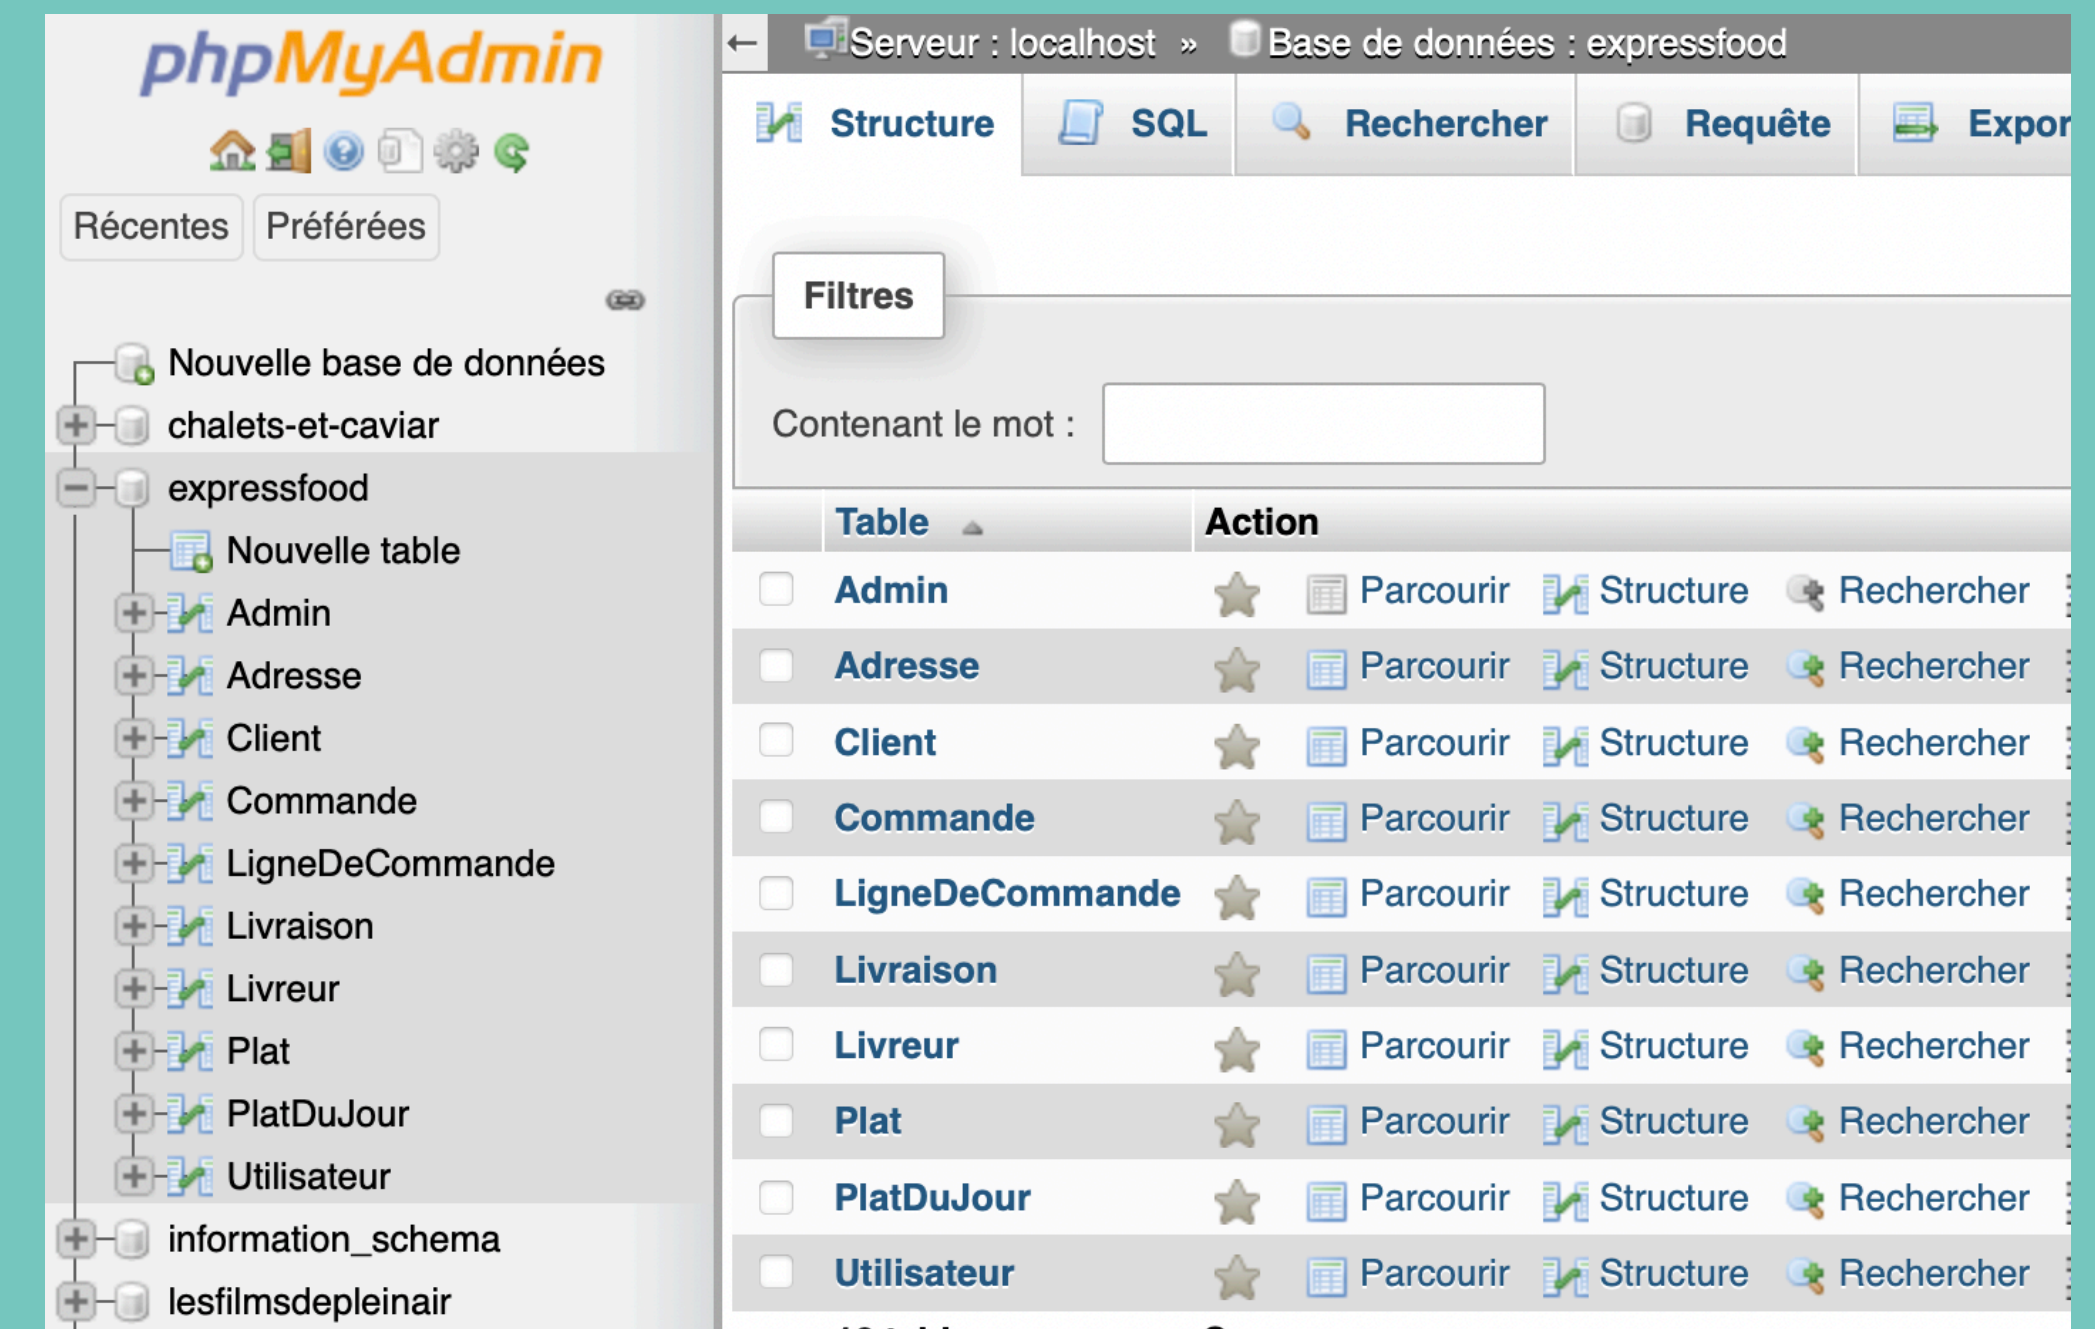 phpMyAdmin
Récentes Préférées
Nouvelle base de données
chalets-et-caviar
expressfood
Nouvelle table
Admin
Adresse
Client
Commande
LigneDeCommande
Livraison
Livreur
Plat
PlatDuJour
Utilisateur
information_schema
lesfilmsdepleinair
Serveur : localhost » Base de données : expressfood
Structure SQL Rechercher Requête Expor
Filtres
Contenant le mot :
Table Action
Admin Parcourir Structure Rechercher
Adresse Parcourir Structure Rechercher
Client Parcourir Structure Rechercher
Commande Parcourir Structure Rechercher
LigneDeCommande Parcourir Structure Rechercher
Livraison Parcourir Structure Rechercher
Livreur Parcourir Structure Rechercher
Plat Parcourir Structure Rechercher
PlatDuJour Parcourir Structure Rechercher
Utilisateur Parcourir Structure Rechercher